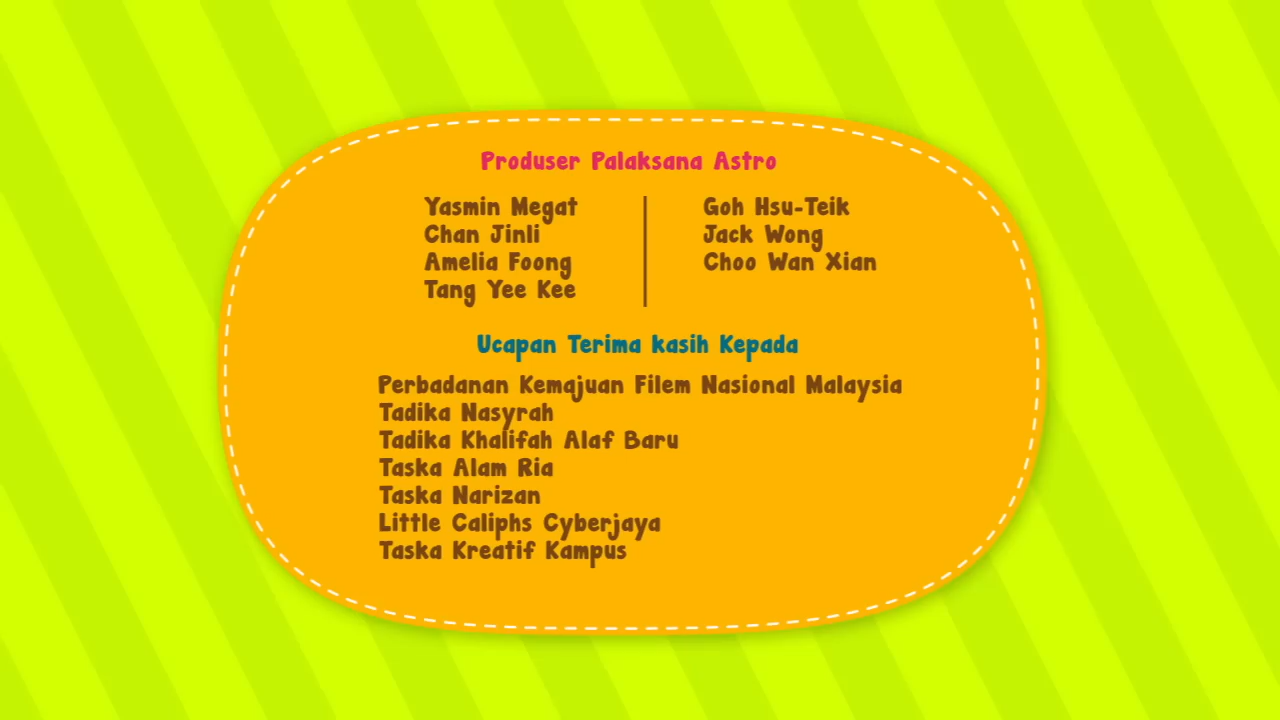 Produser Palaksana Astro
Yasmin Megat
Chan Jinli
Amelia Foong
Tang Yee Kee
Goh Hsu-Teik
Jack Wong
Choo Wan Xian
Ucapan Terima kasih Kepada
Perbadanan Kemajuan Filem Nasional Malaysia
Tadika Nasyrah
Tadika Khalifah Alaf Baru
Taska Alam Ria
Taska Narizan
Little Caliphs Cyberjaya
Taska Kreatif Kampus